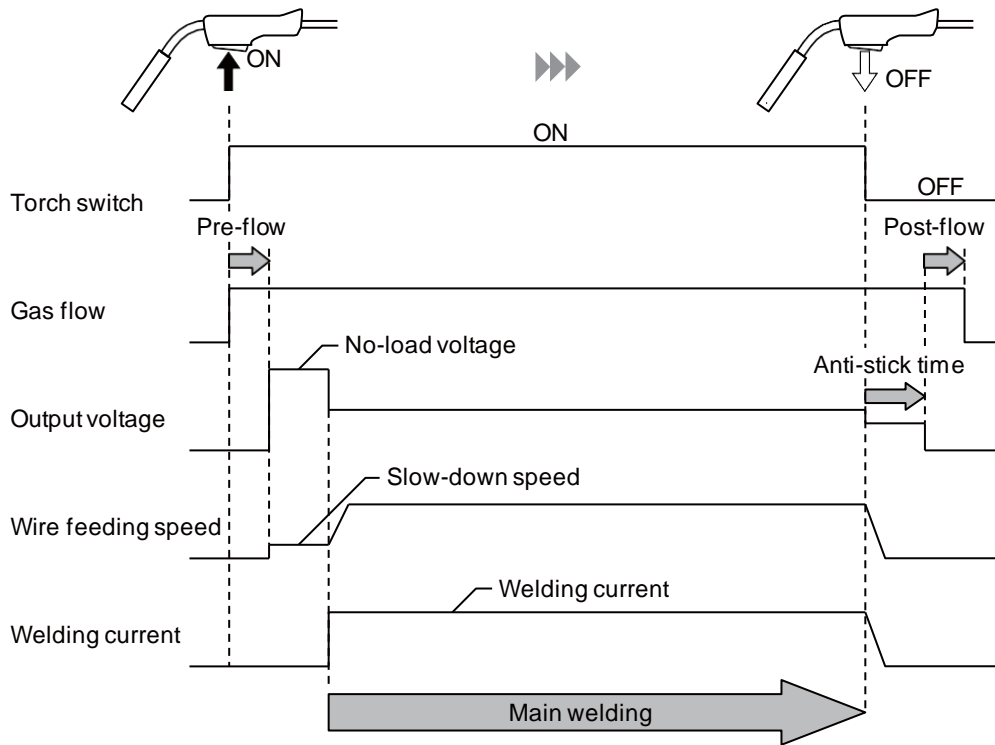 ON
OFF
ON
Torch switch
OFF
Pre-flow
Post-flow
Gas flow
No-load voltage
Anti-stick time
Output voltage
Slow-down speed
Wire feeding speed
Welding current
Welding current
Main welding